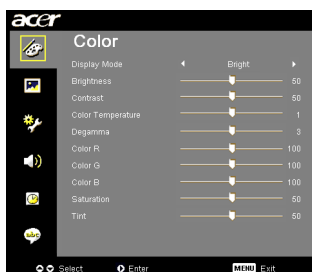 acer
Color
Display Mode Bright
Brightness 50
Contrast 50
Color Temperature 1
Degamma 3
Color R 100
Color G 100
Color B 100
Saturation 50
Tint 50
abc
Select Enter MENU Exit